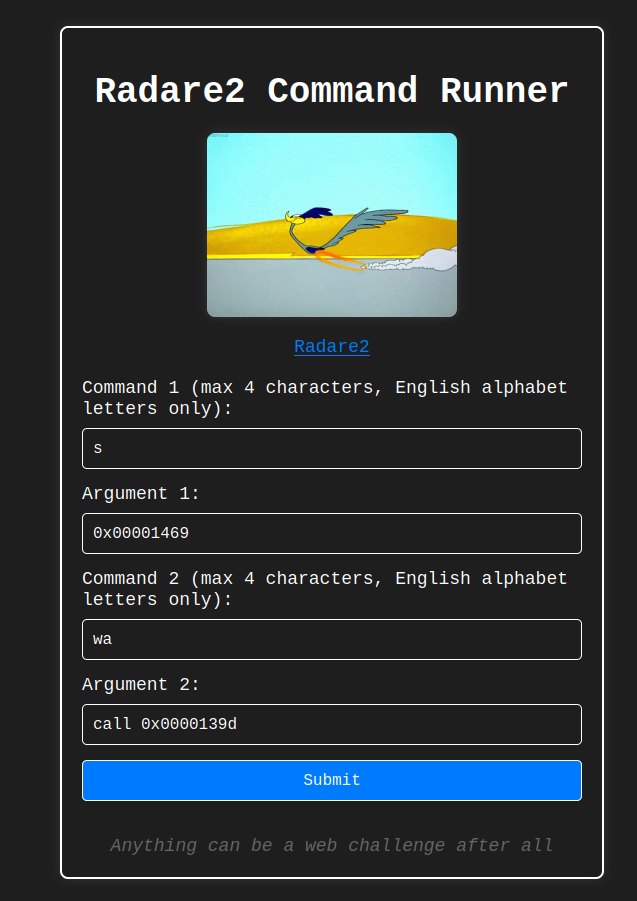 Radare2 Command Runner
Radare2
Command 1 (max 4 characters, English alphabet
letters only):
s
Argument 1:
0x00001469
Command 2 (max 4 characters, English alphabet
letters only):
wa
Argument 2:
call 0x0000139d
Submit
Anything can be a web challenge after all